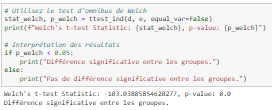 # Utilisez le test d'omnibus de Welch
stat_welch, p_welch = ttest_ind(d, e, equal_var=False)
print(f"Welch's t-test Statistic: {stat_welch}, p-value: {p_welch}")
# Interprétation des résultats
if p_welch < 0.05:
print("Différence significative entre les groupes.")
else:
print("Pas de différence significative entre les groupes.")
Welch's t-test Statistic: -103.03885854620277, p-value: 0.0
Différence significative entre les groupes.